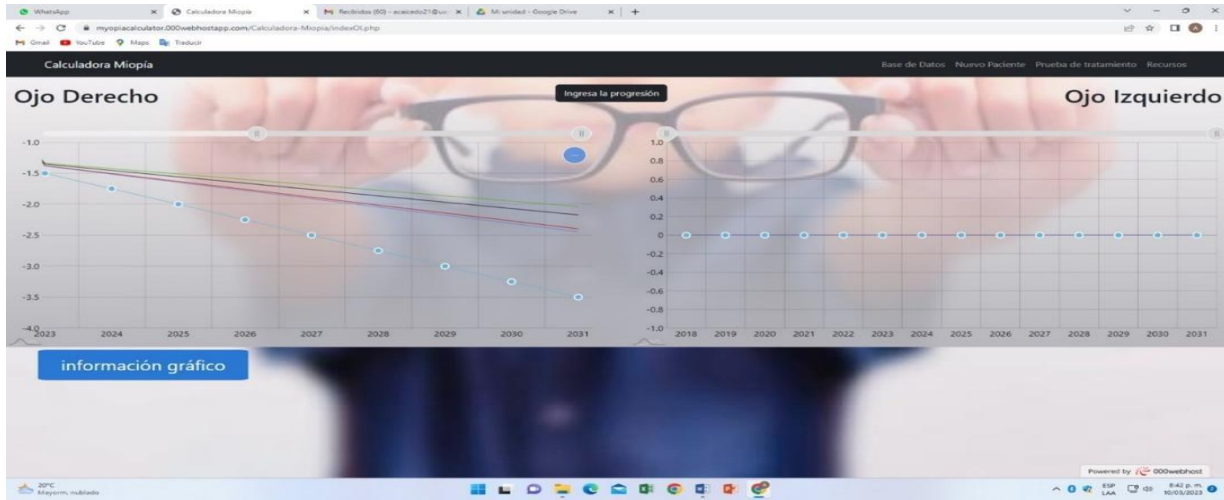 WhatsApp
Calculadora Miopía
Recibidos (60) - acaicedo21@u
Mi unidad - Google Drive
myopiacalculator.000webhostapp.com/Calculadora-Miopia/indexOI.php
Gmail
YouTube
Maps
Traducir
Calculadora Miopía
Base de Datos
Nuevo Paciente
Prueba de tratamiento
Recursos
Ojo Derecho
Ingresa la progresión
Ojo Izquierdo
-1.0
-1.5
-2.0
-2.5
-3.0
-3.5
-4.0
2023 2024 2025 2026 2027 2028 2029 2030 2031
1.0
0.8
0.6
0.4
0.2
0
-0.2
-0.4
-0.6
-0.8
-1.0
2018 2019 2020 2021 2022 2023 2024 2025 2026 2027 2028 2029 2030 2031
información gráfico
Powered by 000webhost
20°C
Mayorm. nublado
ESP
LAA
8:42 p. m.
10/03/2023